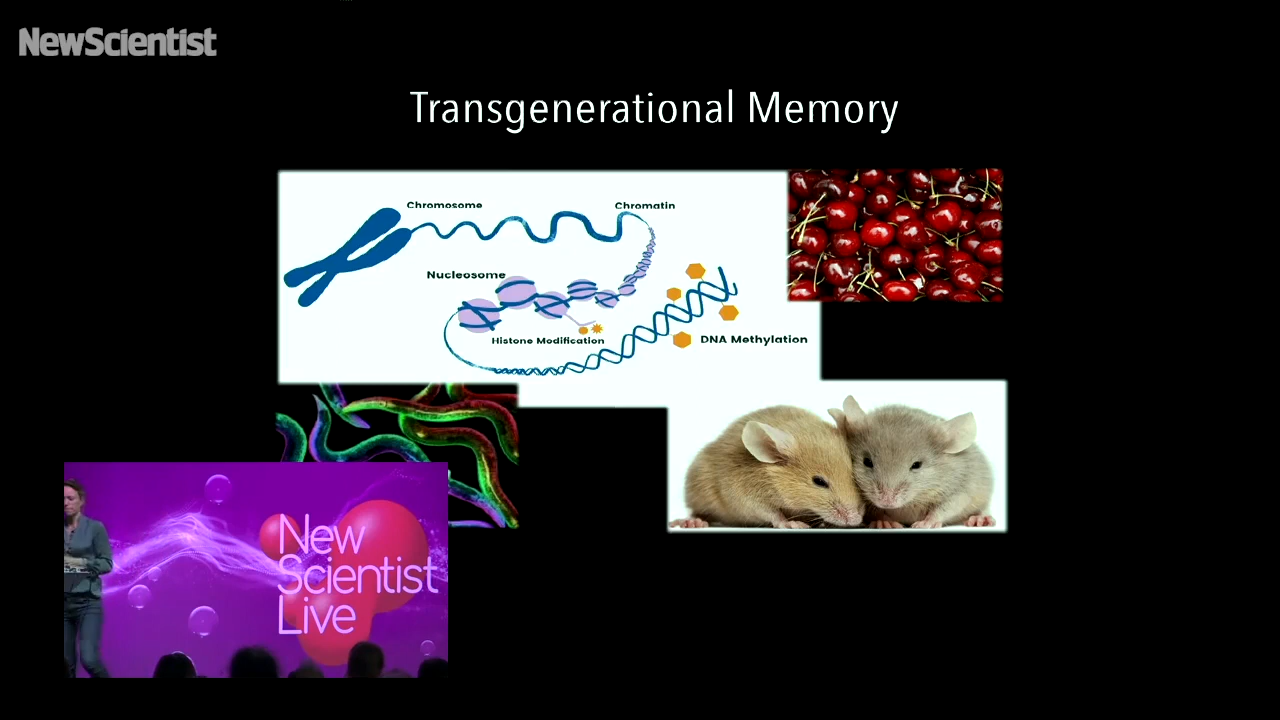 NewScientist
Transgenerational Memory
Chromosome
Chromatin
Nucleosome
Histone Modification
DNA Methylation
New
Scientist
Live